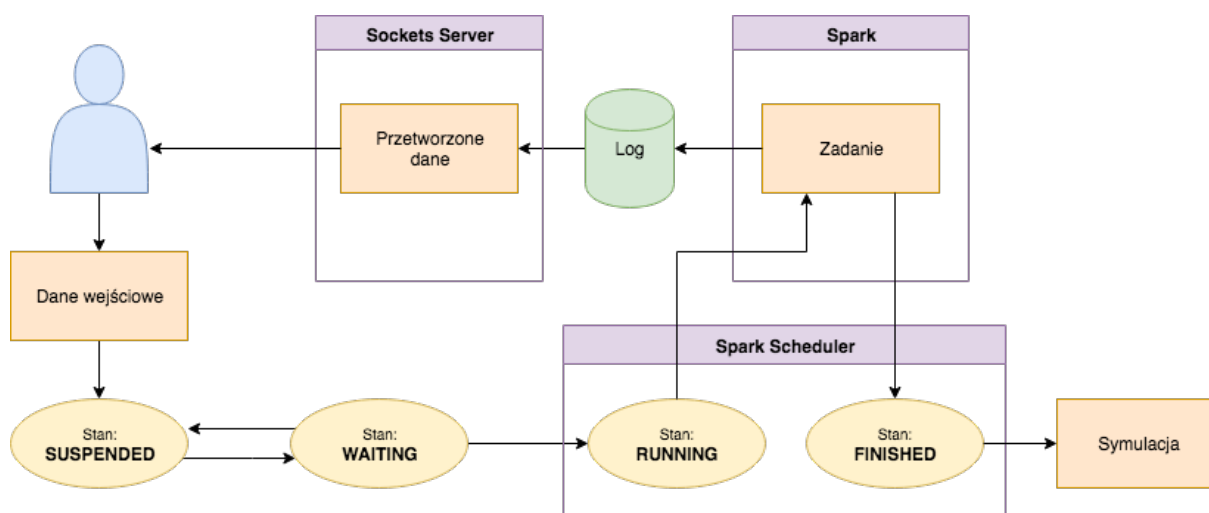 Sockets Server
Spark
Przetworzone
dane
Log
Zadanie
Dane wejściowe
Spark Scheduler
Stan:
SUSPENDED
Stan:
WAITING
Stan:
RUNNING
Stan:
FINISHED
Symulacja